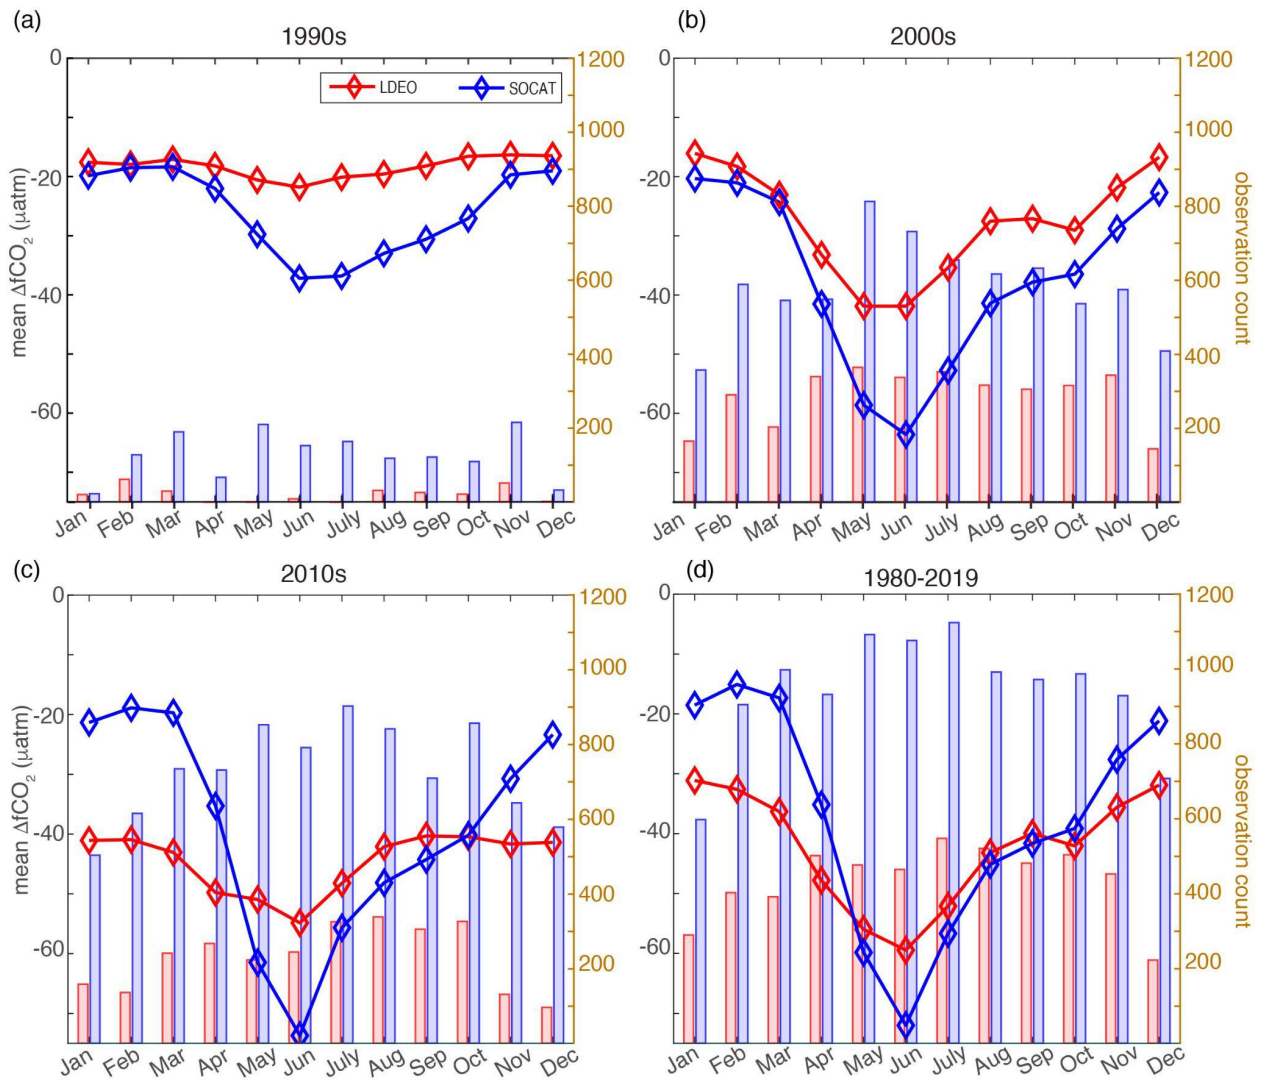 (a)
1990s
0
-20
-40
-60
mean ΔfCO₂ (μatm)
LDEO
SOCAT
1200
1000
800
600
400
200
Jan Feb Mar Apr May Jun July Aug Sep Oct Nov Dec
(b)
2000s
0
-20
-40
-60
1200
1000
800
600
400
200
observation count
Jan Feb Mar Apr May Jun July Aug Sep Oct Nov Dec
(c)
2010s
0
-20
-40
-60
mean ΔfCO₂ (μatm)
1200
1000
800
600
400
200
Jan Feb Mar Apr May Jun July Aug Sep Oct Nov Dec
(d)
1980-2019
0
-20
-40
-60
1200
1000
800
600
400
200
observation count
Jan Feb Mar Apr May Jun July Aug Sep Oct Nov Dec